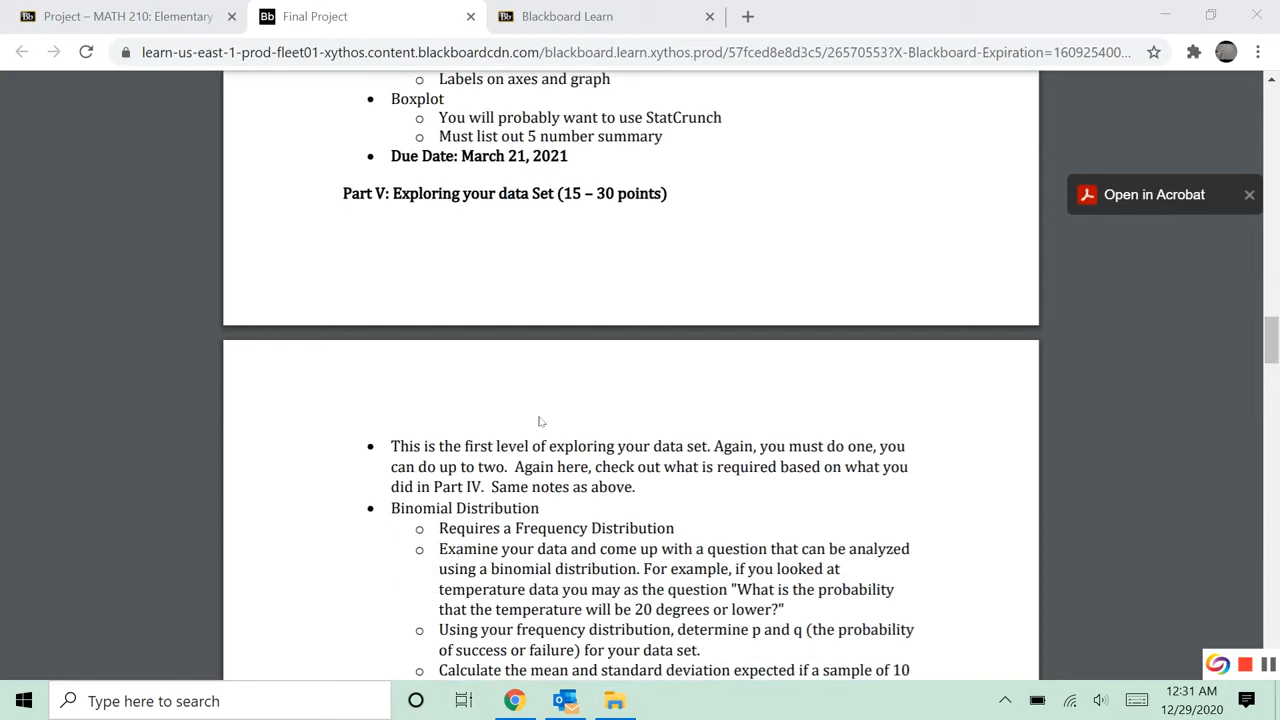 Project – MATH 210: Elementary
Final Project
Blackboard Learn
learn-us-east-1-prod-fleet01-xythos.content.blackboardcdn.com/blackboard.learn.xythos.prod/57fced8e8d3c5/26570553?X-Blackboard-Expiration=160925400...
o Labels on axes and graph
• Boxplot
o You will probably want to use StatCrunch
o Must list out 5 number summary
• Due Date: March 21, 2021
Open in Acrobat
Part V: Exploring your data Set (15 – 30 points)
• This is the first level of exploring your data set. Again, you must do one, you
can do up to two.  Again here, check out what is required based on what you
did in Part IV.  Same notes as above.
• Binomial Distribution
o Requires a Frequency Distribution
o Examine your data and come up with a question that can be analyzed
using a binomial distribution. For example, if you looked at
temperature data you may as the question "What is the probability
that the temperature will be 20 degrees or lower?"
o Using your frequency distribution, determine p and q (the probability
of success or failure) for your data set.
o Calculate the mean and standard deviation expected if a sample of 10
Type here to search
12:31 AM
12/29/2020